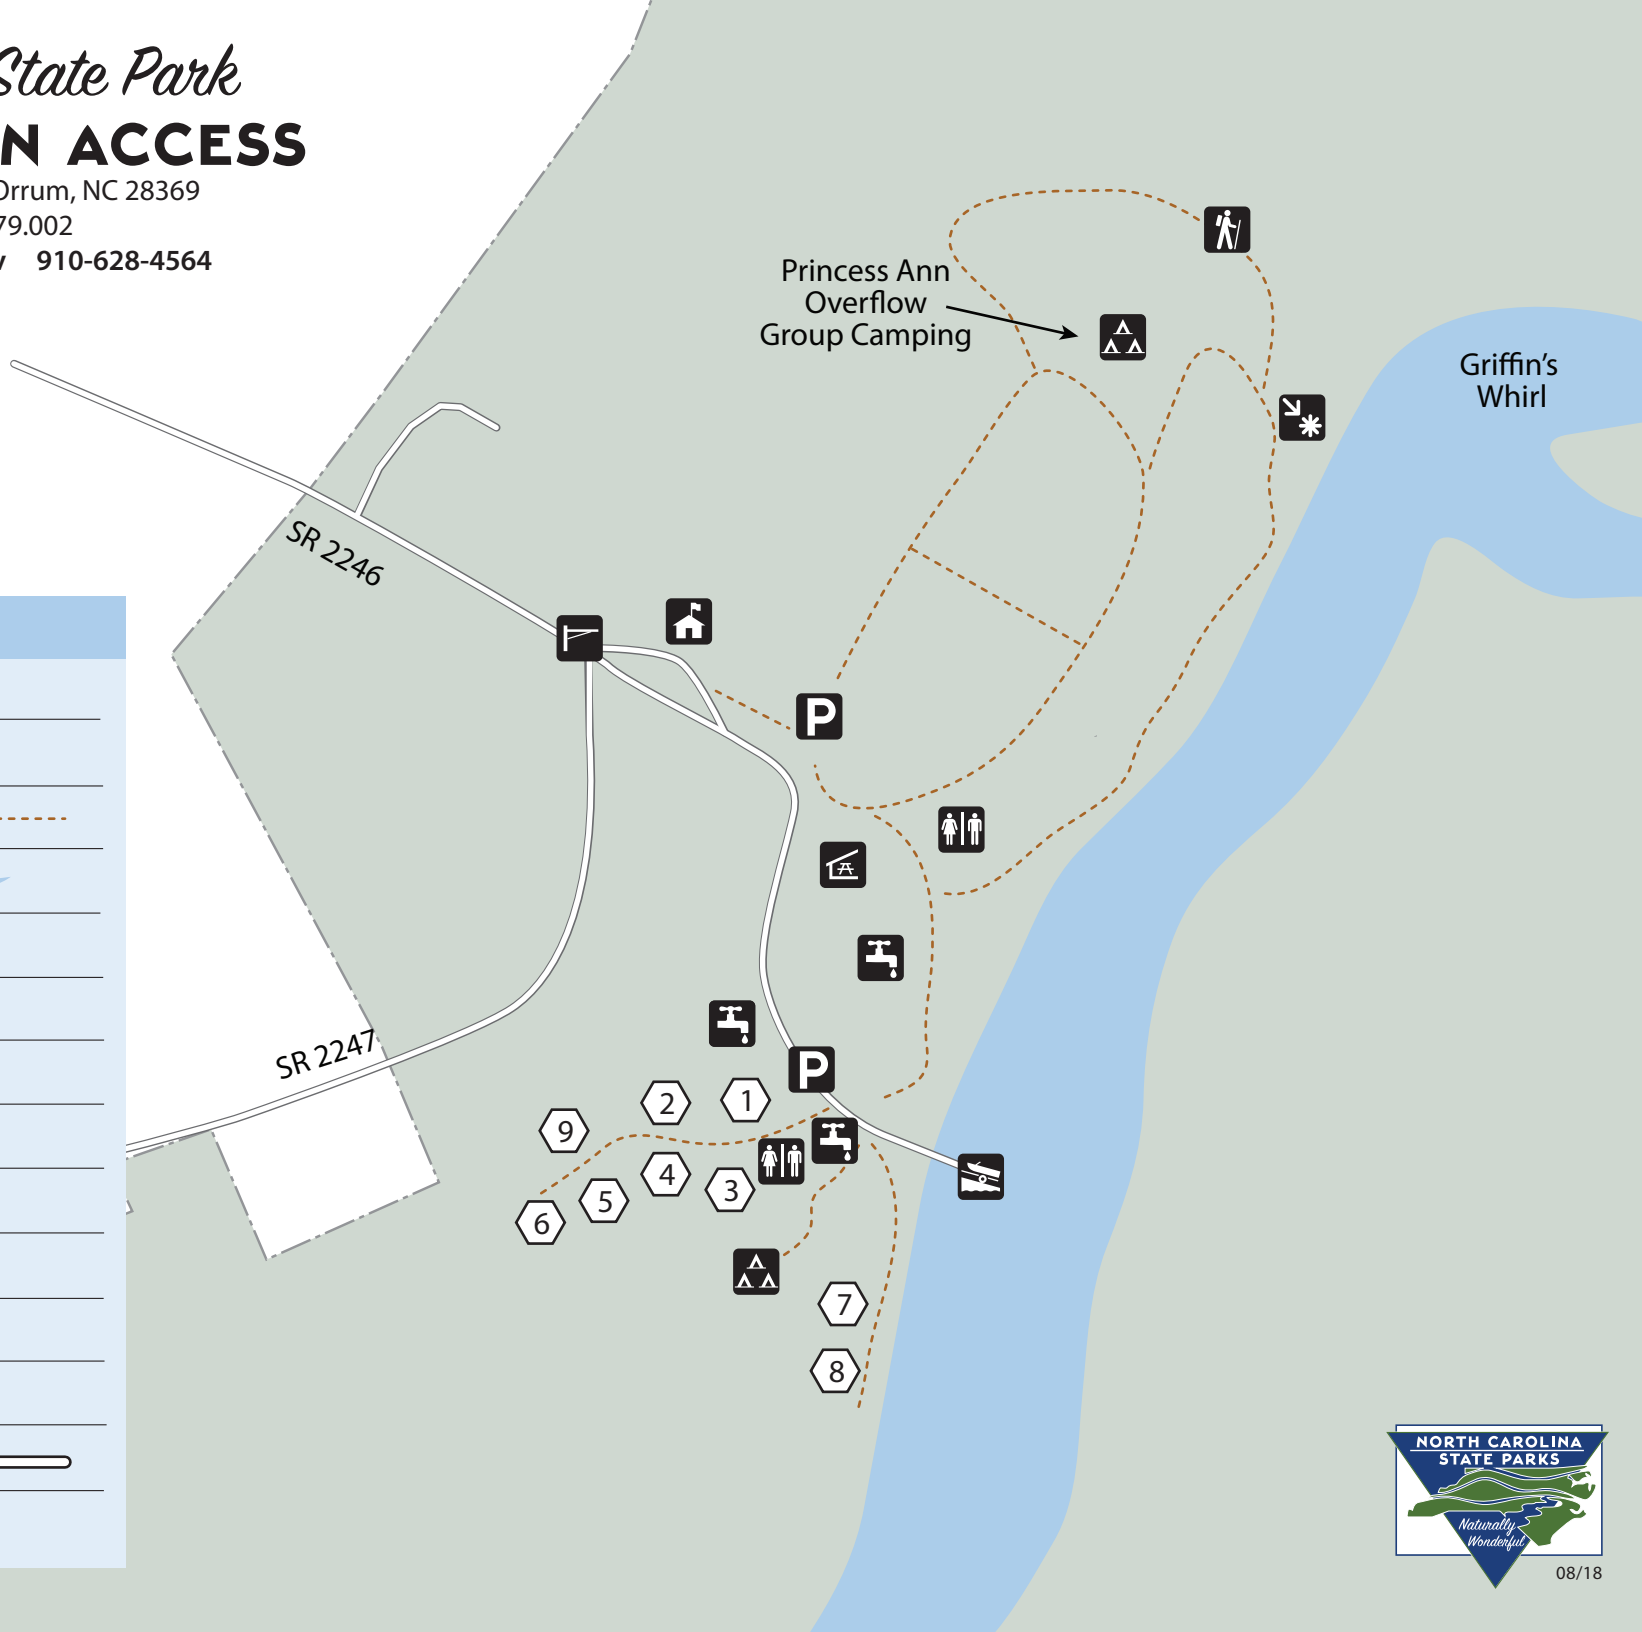 State Park
N ACCESS
Orrum, NC 28369
79.002
910-628-4564
Princess Ann
Overflow
Group Camping
Griffin's
Whirl
SR 2246
P
SR 2247
P
1
2
9
4
3
5
6
7
8
NORTH CAROLINA
STATE PARKS
Naturally
Wonderful
08/18